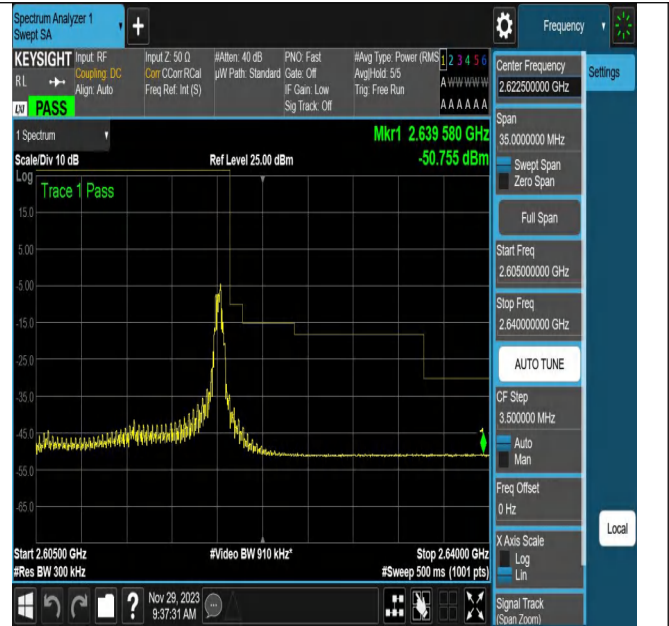 Spectrum Analyzer 1
Swept SA
Frequency
KEYSIGHT
RL
LXI PASS
Input: RF
Coupling: DC
Align: Auto
Input Z: 50 Ω
Corr CCorr RCal
Freq Ref: Int (S)
#Atten: 40 dB
µW Path: Standard
PNO: Fast
Gate: Off
IF Gain: Low
Sig Track: Off
#Avg Type: Power (RMS
Avg|Hold: 5/5
Trig: Free Run
1 2 3 4 5 6
A W W W W W
A A A A A A
Center Frequency
2.622500000 GHz
Settings
Span
35.0000000 MHz
Swept Span
Zero Span
Full Span
Start Freq
2.605000000 GHz
Stop Freq
2.640000000 GHz
AUTO TUNE
CF Step
3.500000 MHz
Auto
Man
Freq Offset
0 Hz
X Axis Scale
Log
Lin
Local
Signal Track
(Span Zoom)
1 Spectrum
Scale/Div 10 dB
Ref Level 25.00 dBm
Mkr1 2.639 580 GHz
-50.755 dBm
Log
Trace 1 Pass
15.0
5.00
-5.00
-15.0
-25.0
-35.0
-45.0
-55.0
-65.0
1
Start 2.60500 GHz
#Video BW 910 kHz*
Stop 2.64000 GHz
#Res BW 300 kHz
#Sweep 500 ms (1001 pts)
?
Nov 29, 2023
9:37:31 AM